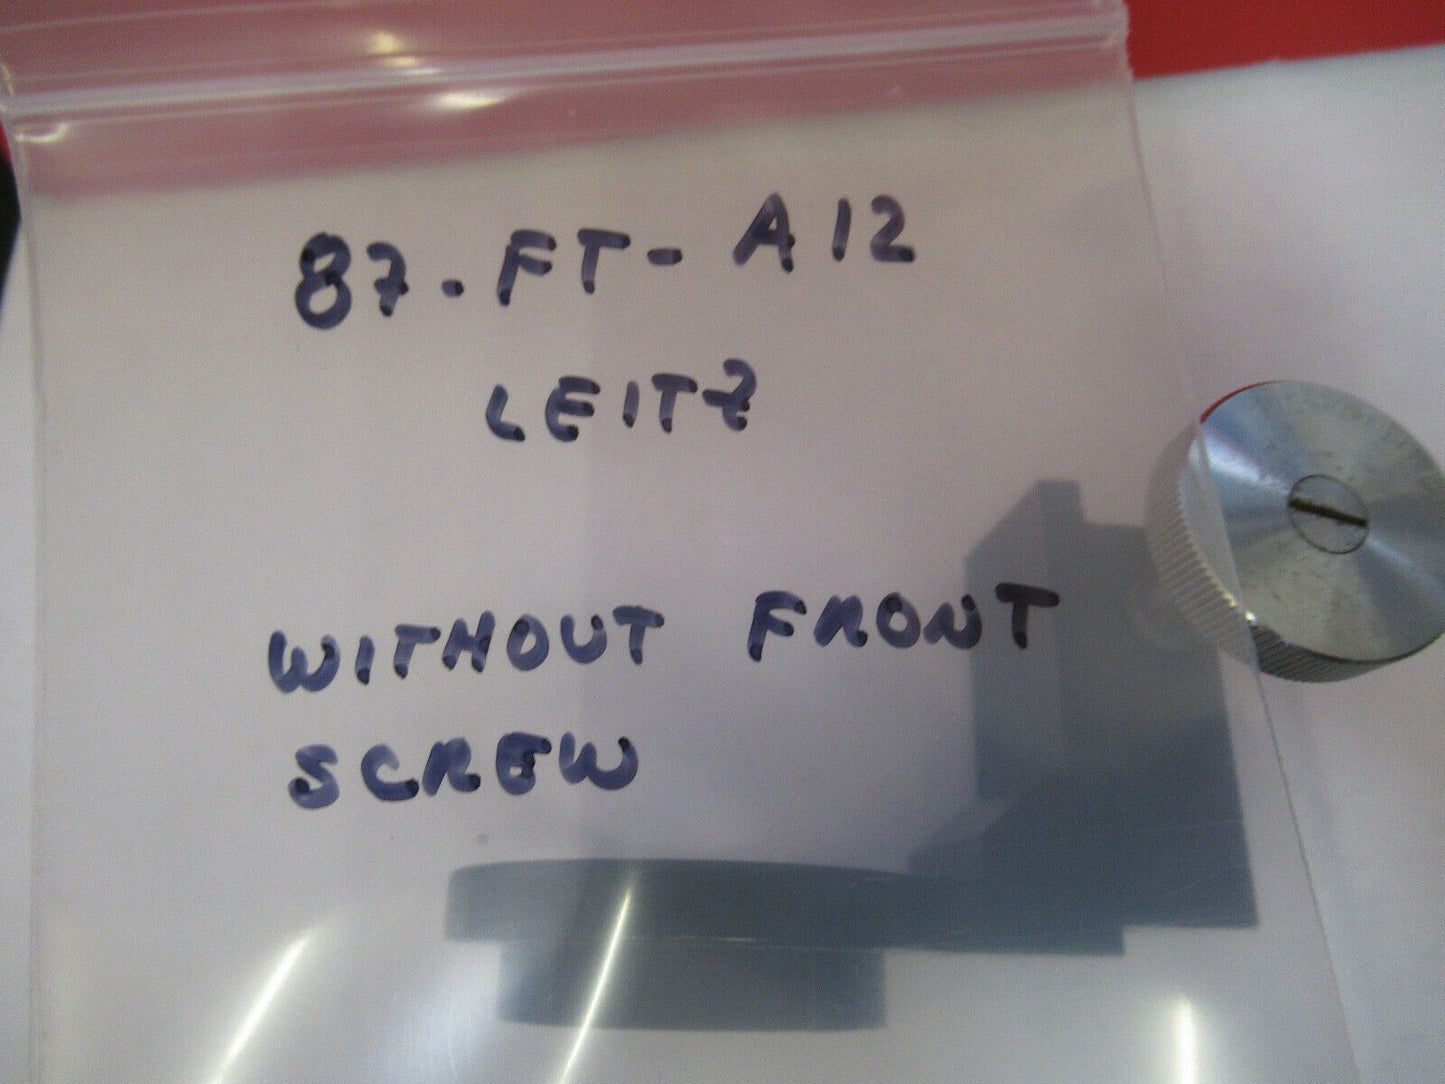 87-FT-A12
LEITZ
WITHOUT FRONT
SCREW